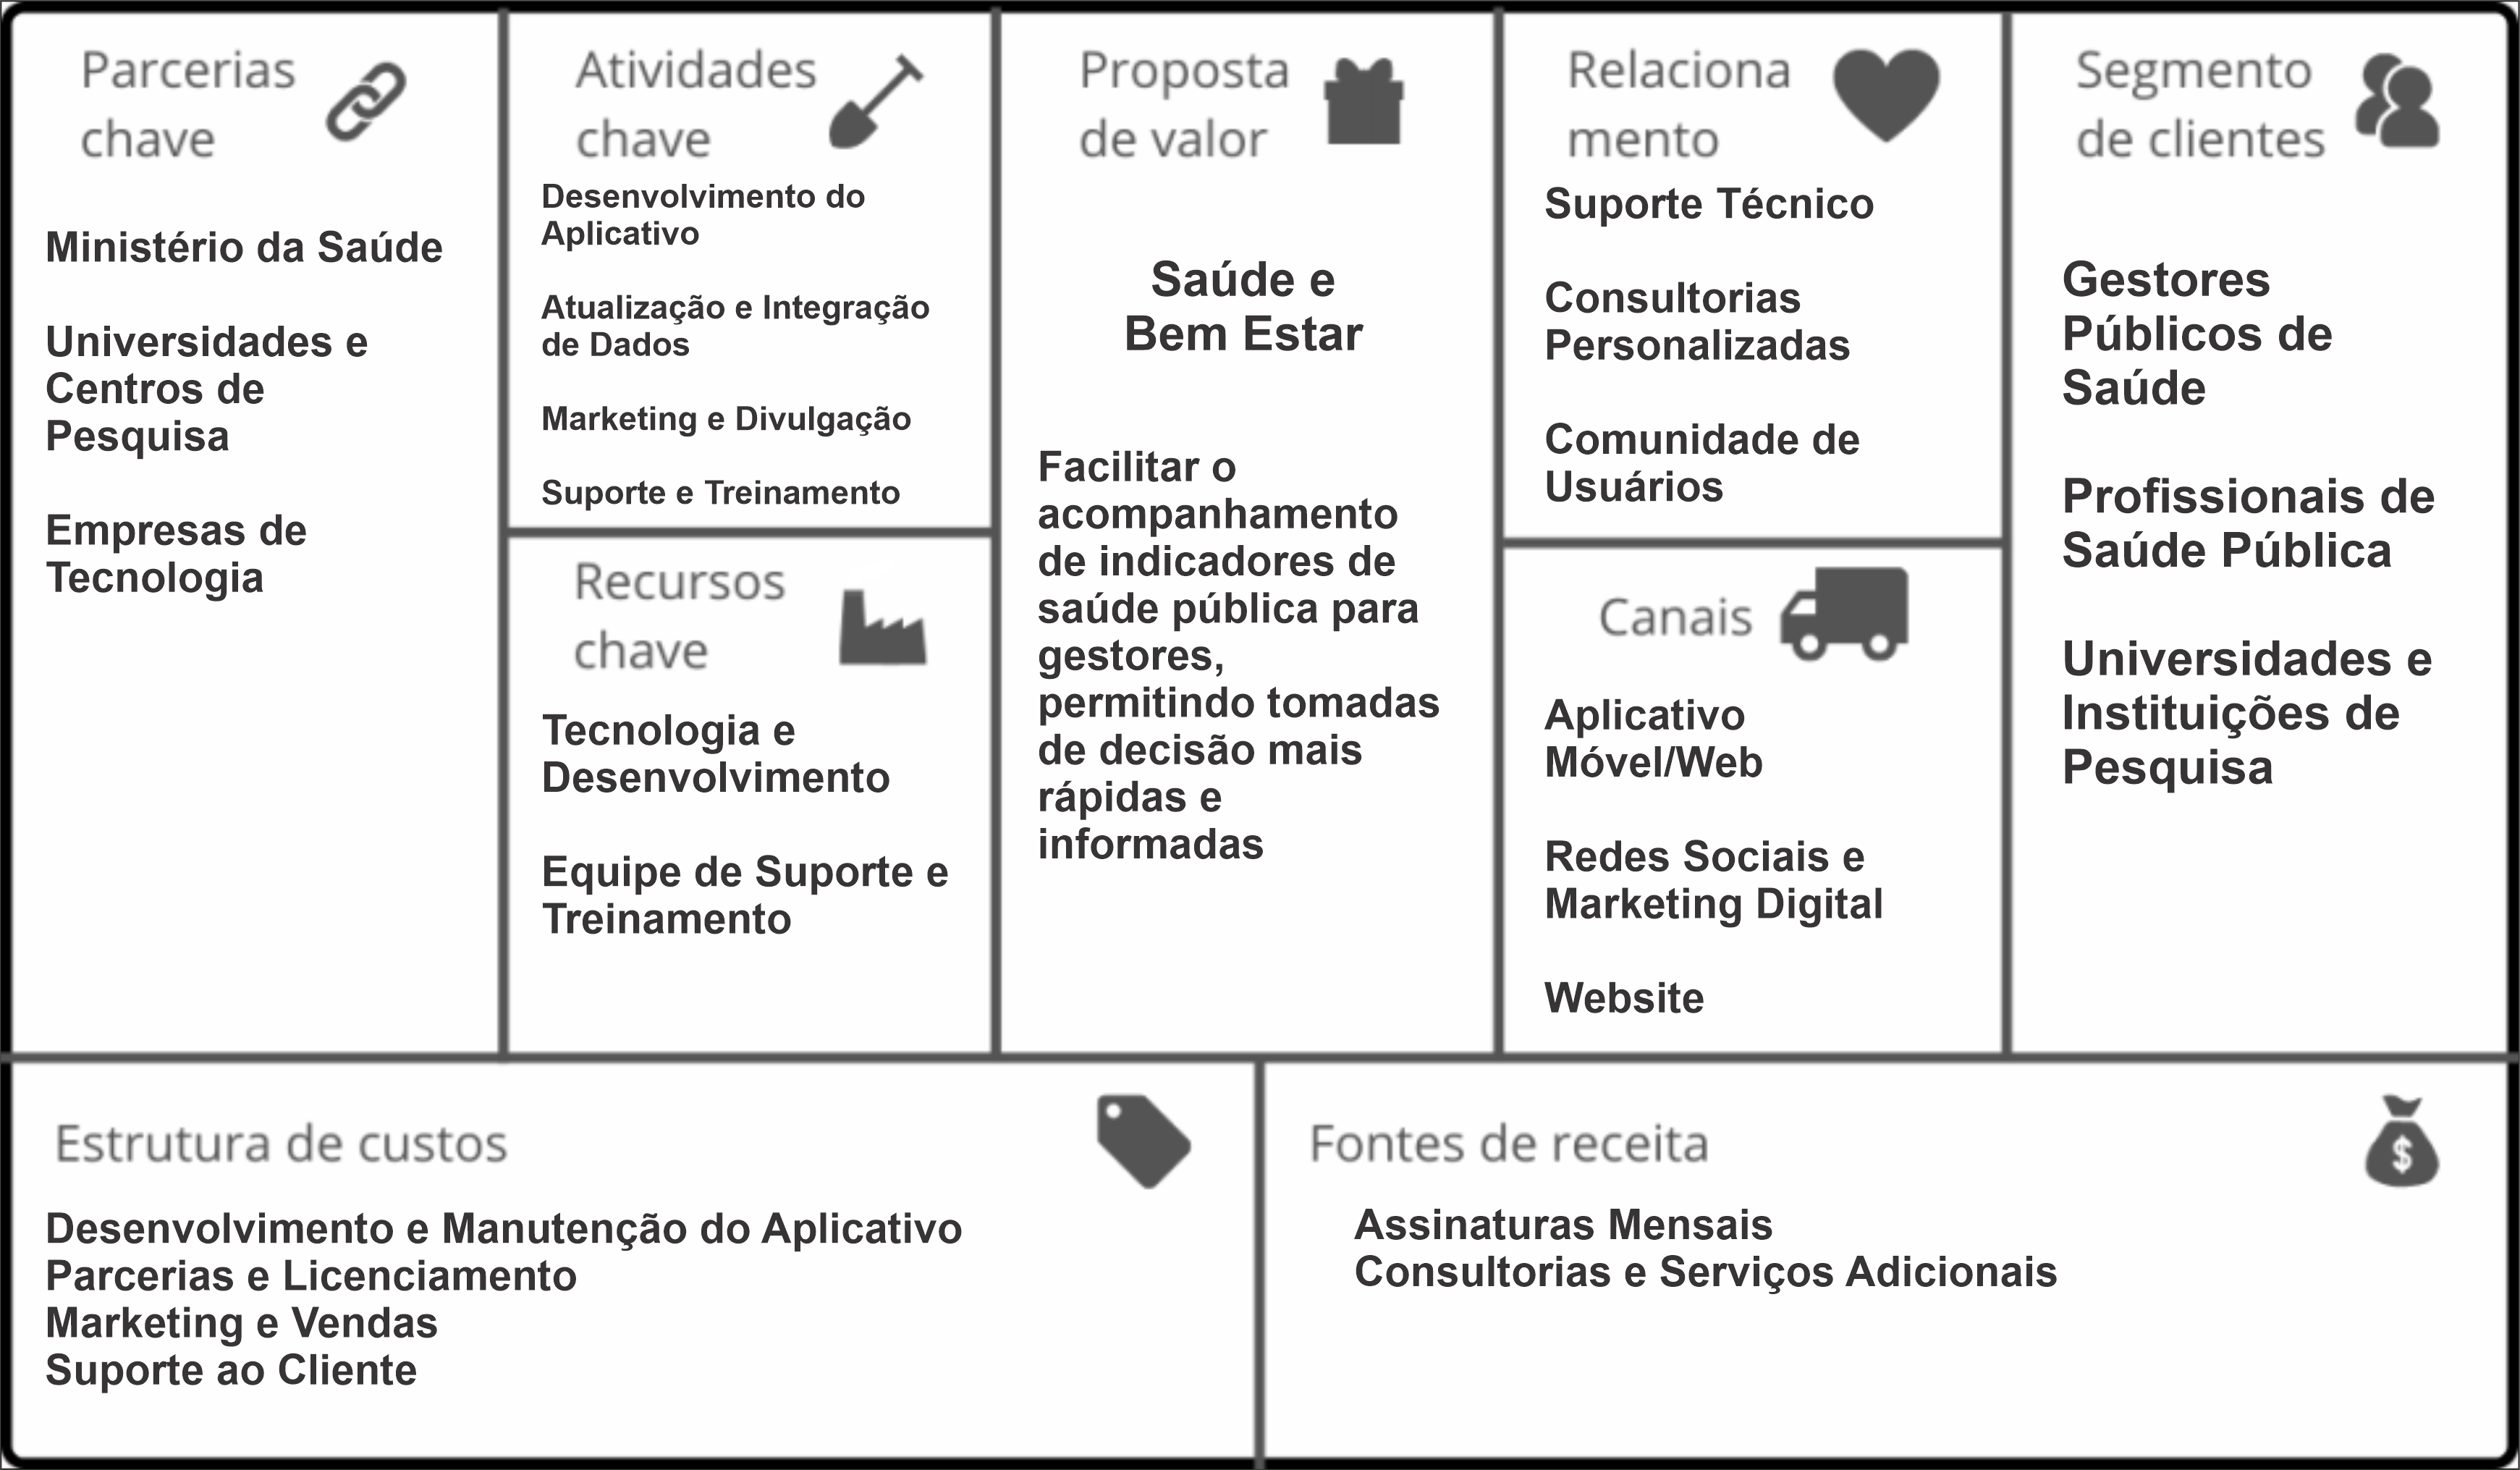 Parcerias
chave
Ministério da Saúde
Universidades e
Centros de
Pesquisa
Empresas de
Tecnologia
Atividades
chave
Desenvolvimento do
Aplicativo
Atualização e Integração
de Dados
Marketing e Divulgação
Suporte e Treinamento
Recursos
chave
Tecnologia e
Desenvolvimento
Equipe de Suporte e
Treinamento
Proposta
de valor
Saúde e
Bem Estar
Facilitar o
acompanhamento
de indicadores de
saúde pública para
gestores,
permitindo tomadas
de decisão mais
rápidas e
informadas
Relaciona
mento
Suporte Técnico
Consultorias
Personalizadas
Comunidade de
Usuários
Canais
Aplicativo
Móvel/Web
Redes Sociais e
Marketing Digital
Website
Segmento
de clientes
Gestores
Públicos de
Saúde
Profissionais de
Saúde Pública
Universidades e
Instituições de
Pesquisa
Estrutura de custos
Desenvolvimento e Manutenção do Aplicativo
Parcerias e Licenciamento
Marketing e Vendas
Suporte ao Cliente
Fontes de receita
$
Assinaturas Mensais
Consultorias e Serviços Adicionais